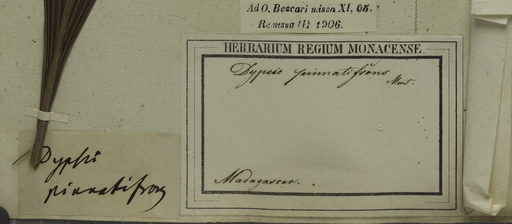 Ad O. Beccari missa XI, 05.
Remissa III 1906.
HERBARIUM REGIUM MONACENSE.
Dypsis pinnatifrons
Mart.
Madagascar.
Dypsis
pinnatifrons